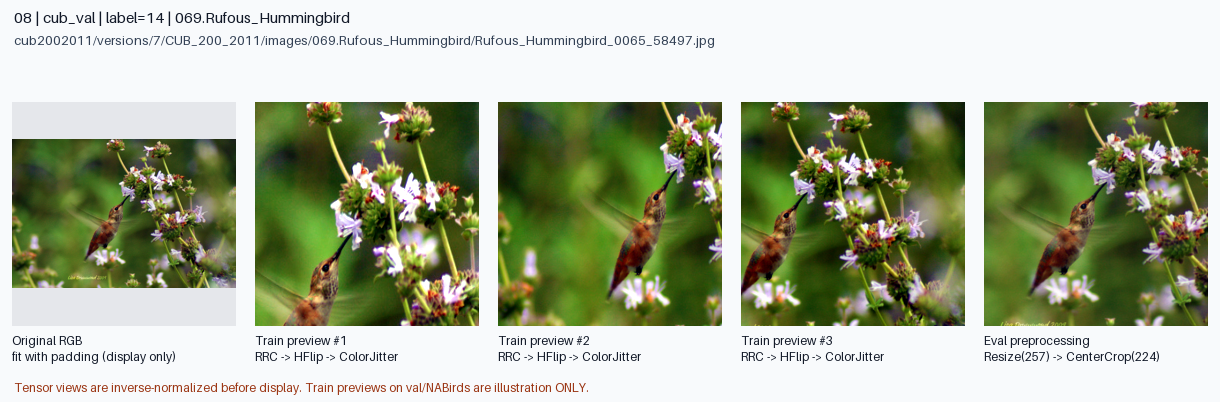 08 | cub_val | label=14 | 069.Rufous_Hummingbird
cub2002011/versions/7/CUB_200_2011/images/069.Rufous_Hummingbird/Rufous_Hummingbird_0065_58497.jpg
Original RGB
fit with padding (display only)
Train preview #1
RRC -> HFlip -> ColorJitter
Train preview #2
RRC -> HFlip -> ColorJitter
Train preview #3
RRC -> HFlip -> ColorJitter
Eval preprocessing
Resize(257) -> CenterCrop(224)
Tensor views are inverse-normalized before display. Train previews on val/NABirds are illustration ONLY.